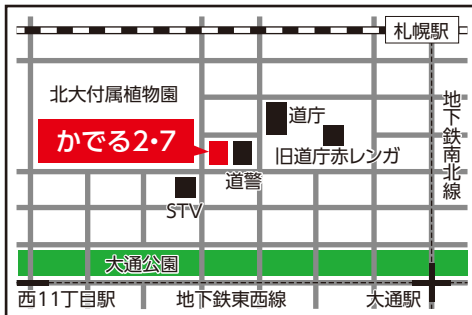 札幌駅
北大付属植物園
地下鉄南北線
道庁
かでる2・7
旧道庁赤レンガ
道警
STV
大通公園
西11丁目駅
地下鉄東西線
大通駅